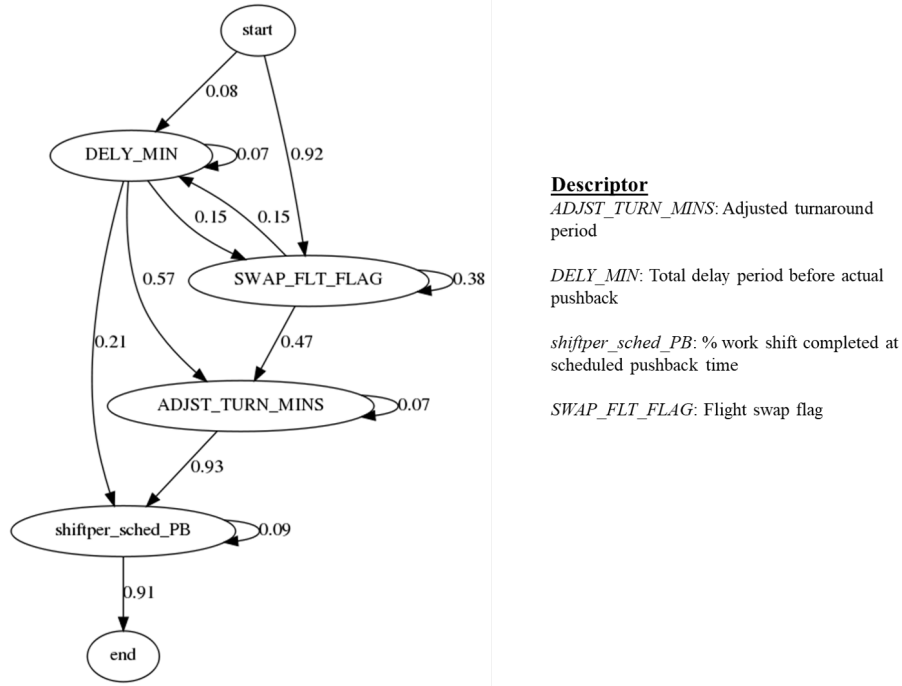 start
0.08
DELY_MIN
0.07
0.92
0.15
0.15
0.57
SWAP_FLT_FLAG
0.38
0.21
0.47
ADJST_TURN_MINS
0.07
0.93
shiftper_sched_PB
0.09
0.91
end
Descriptor
ADJST_TURN_MINS: Adjusted turnaround
period
DELY_MIN: Total delay period before actual
pushback
shiftper_sched_PB: % work shift completed at
scheduled pushback time
SWAP_FLT_FLAG: Flight swap flag